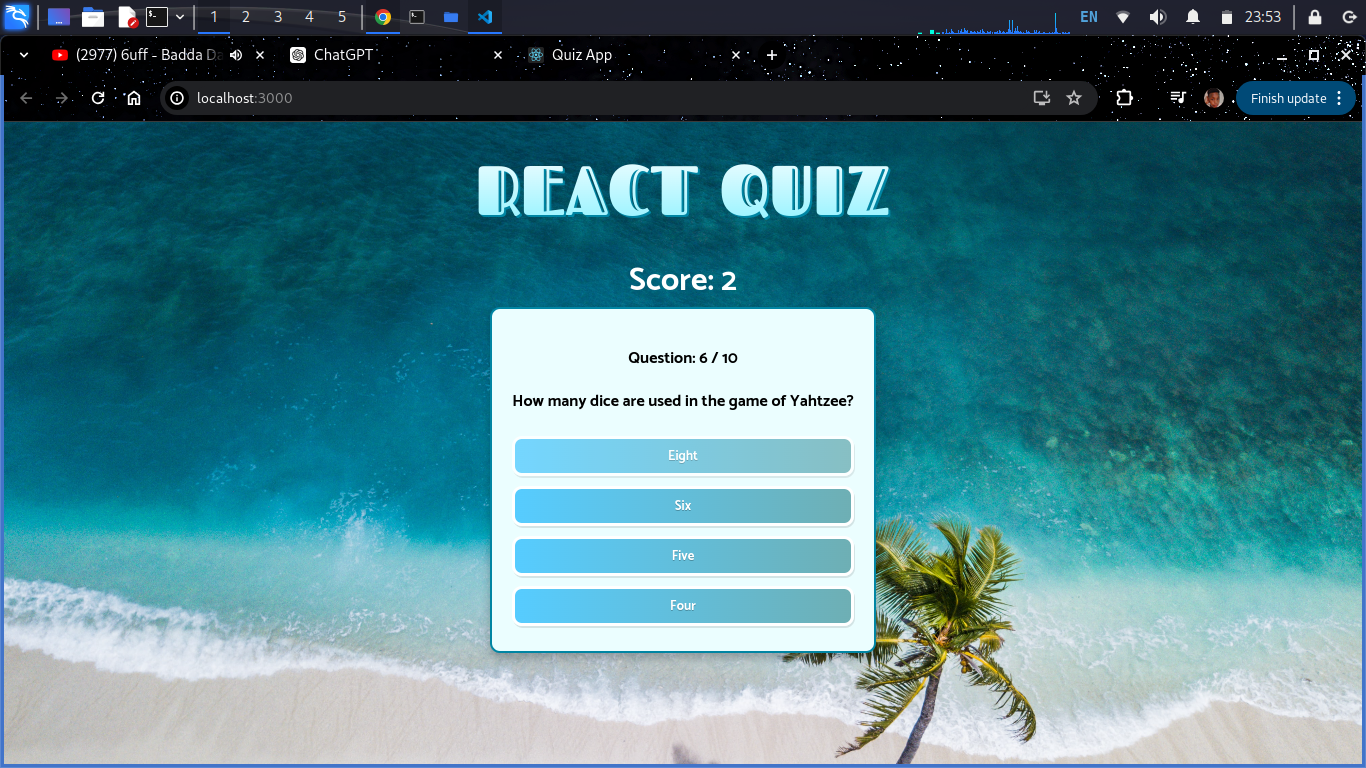 1 2 3 4 5 EN 23:53
(2977) 6uff - Badda Da ChatGPT Quiz App
localhost:3000 Finish update
REACT QUIZ
Score: 2
Question: 6 / 10
How many dice are used in the game of Yahtzee?
Eight
Six
Five
Four